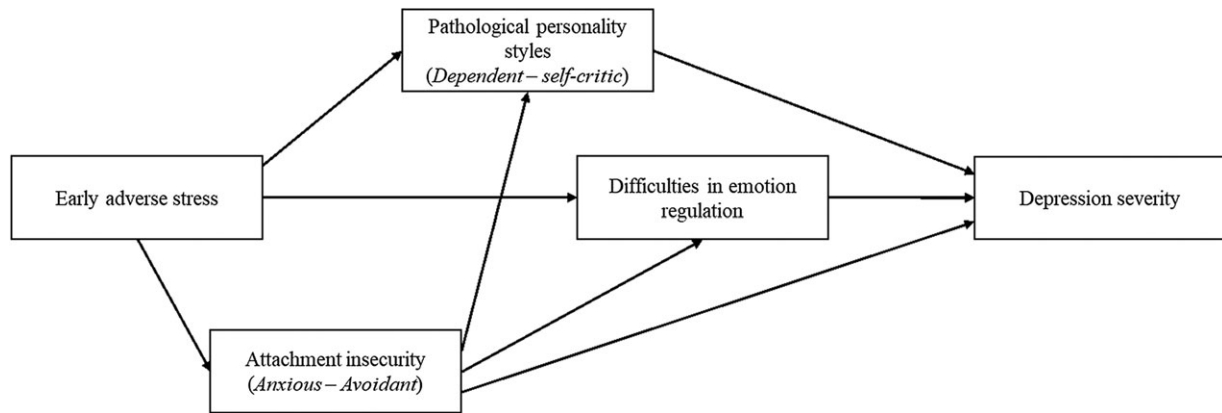 Pathological personality
styles
(Dependent – self-critic)
Early adverse stress
Difficulties in emotion
regulation
Depression severity
Attachment insecurity
(Anxious – Avoidant)